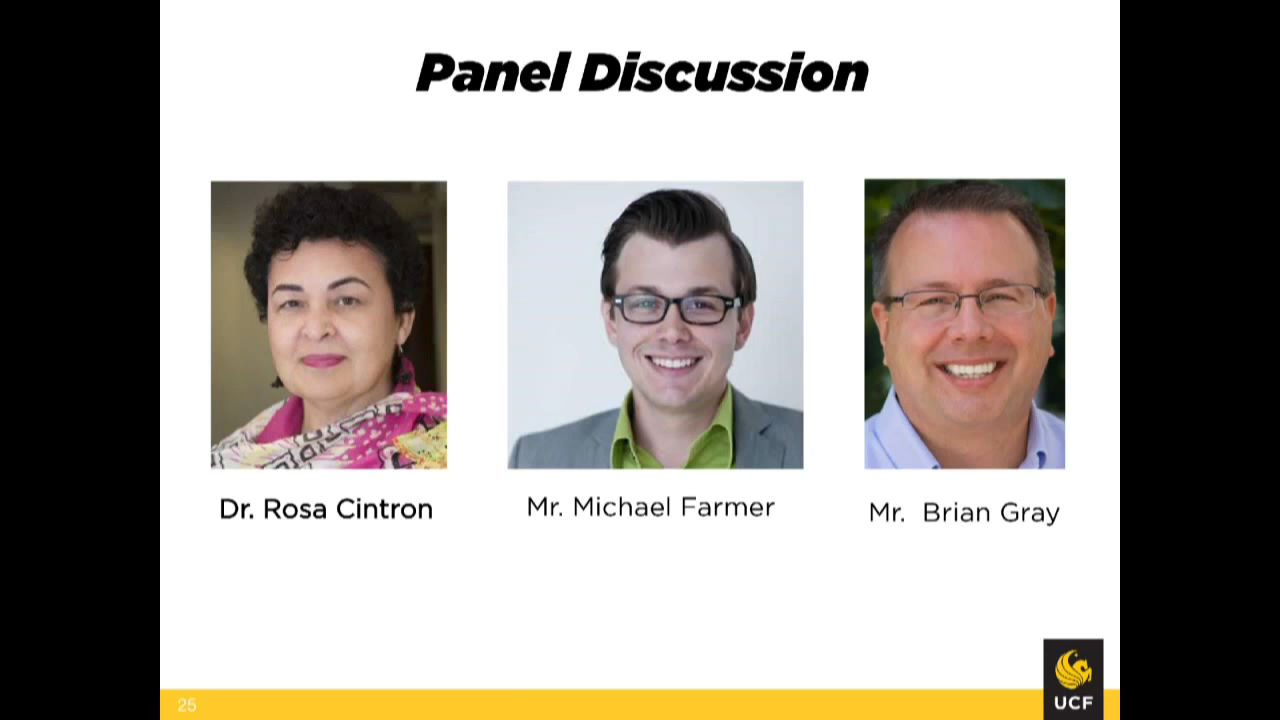 Panel Discussion
Dr. Rosa Cintron
Mr. Michael Farmer
Mr.  Brian Gray
25
UCF